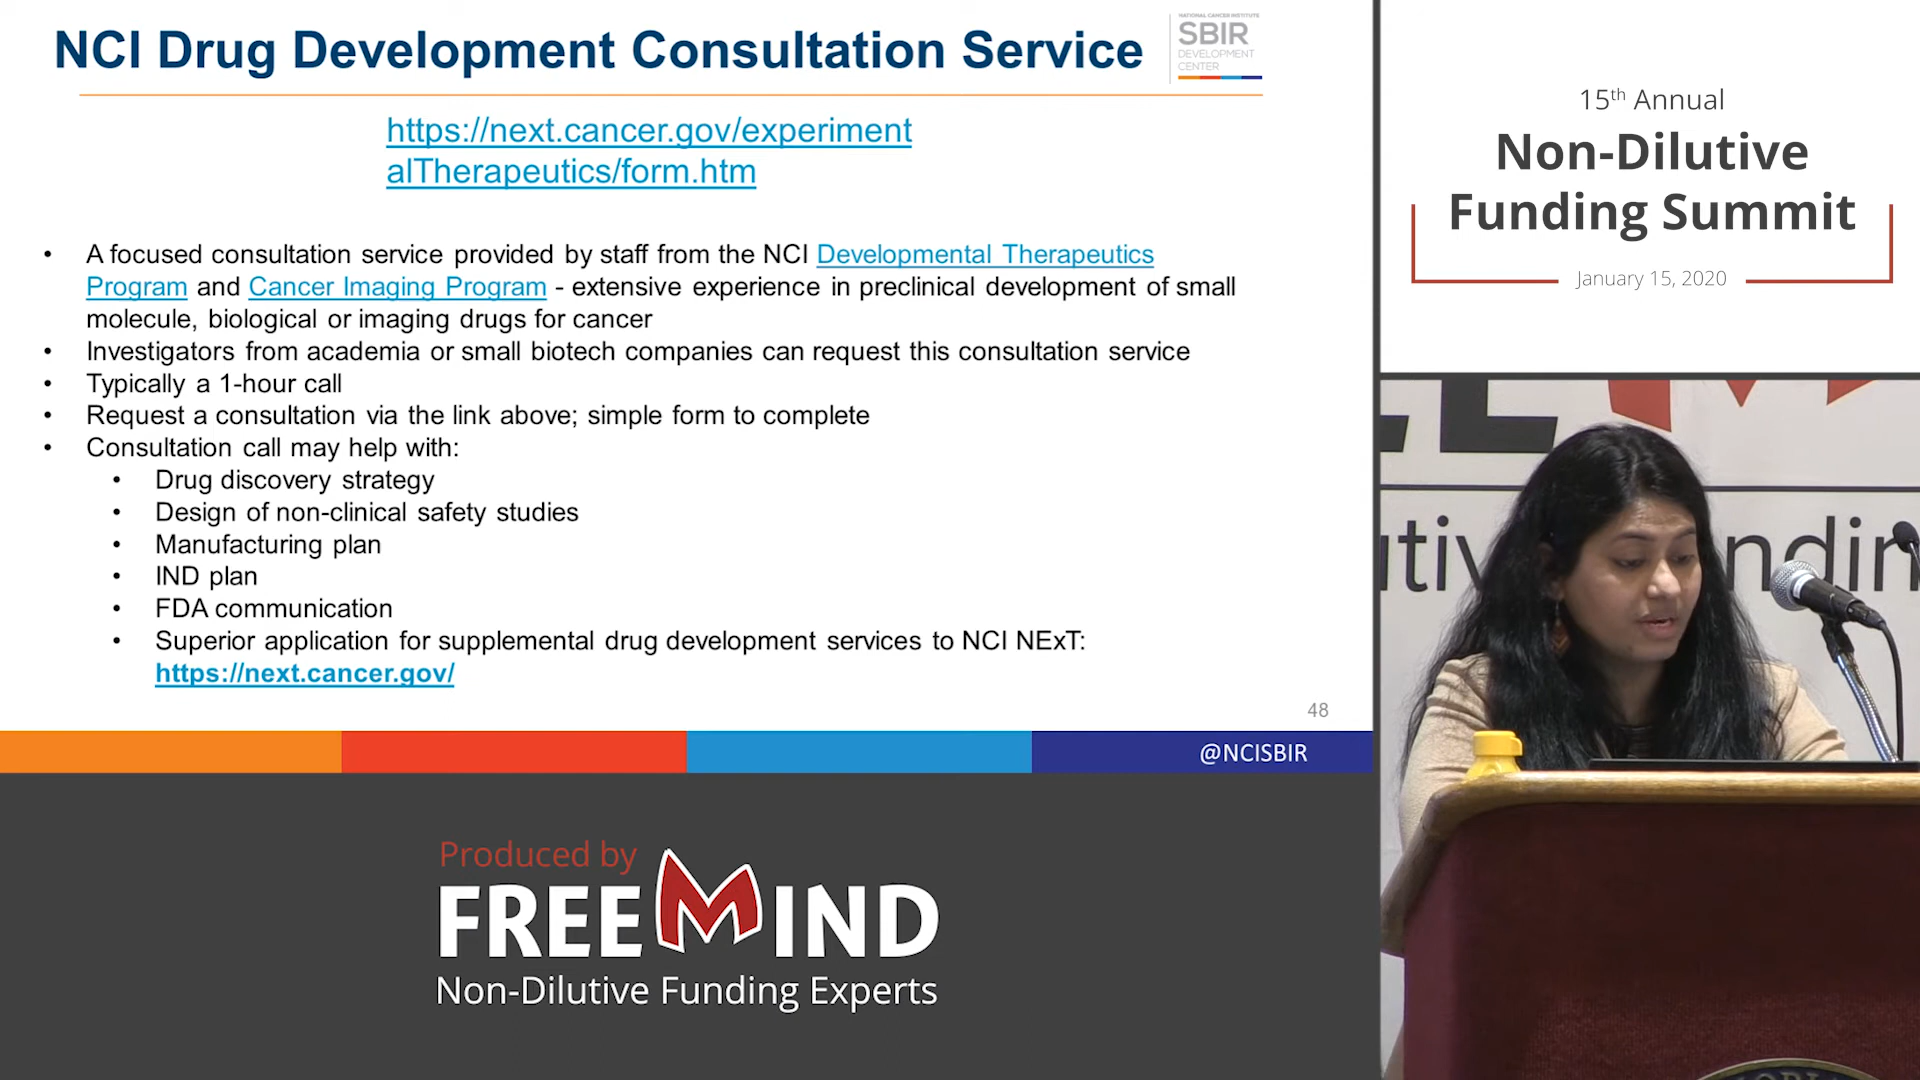 NCI Drug Development Consultation Service
NATIONAL CANCER INSTITUTE
SBIR
DEVELOPMENT
CENTER
https://next.cancer.gov/experiment
alTherapeutics/form.htm
• A focused consultation service provided by staff from the NCI Developmental Therapeutics
Program and Cancer Imaging Program - extensive experience in preclinical development of small
molecule, biological or imaging drugs for cancer
• Investigators from academia or small biotech companies can request this consultation service
• Typically a 1-hour call
• Request a consultation via the link above; simple form to complete
• Consultation call may help with:
• Drug discovery strategy
• Design of non-clinical safety studies
• Manufacturing plan
• IND plan
• FDA communication
• Superior application for supplemental drug development services to NCI NExT:
https://next.cancer.gov/
48
@NCISBIR
Produced by
FREEMIND
Non-Dilutive Funding Experts
15th Annual
Non-Dilutive
Funding Summit
January 15, 2020